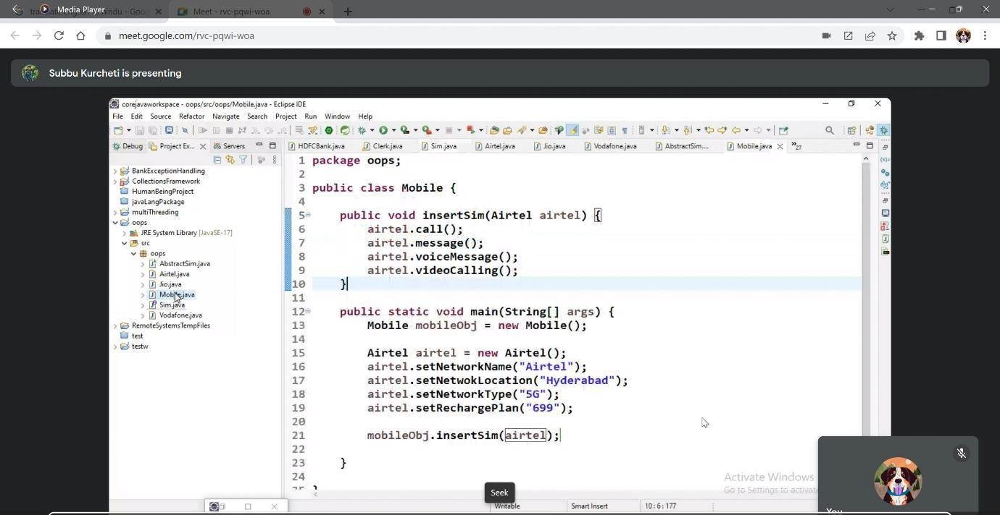 Media Player
Meet - rvc-pqwi-woa
meet.google.com/rvc-pqwi-woa
Subbu Kurcheti is presenting
corejavaworkspace - oops/src/oops/Mobile.java - Eclipse IDE
File Edit Source Refactor Navigate Search Project Run Window Help
Debug Project Ex... Servers HDFCBank.java Clerk.java Sim.java Airtel.java Jio.java Vodafone.java AbstractSim.... Mobile.java »27
BankExceptionHandling
CollectionsFramework
HumanBeingProject
javaLangPackage
multiThreading
oops
JRE System Library [JavaSE-17]
src
oops
AbstractSim.java
Airtel.java
Jio.java
Mobile.java
Sim.java
Vodafone.java
RemoteSystemsTempFiles
test
testw
1 package oops;
2
3 public class Mobile {
4
5 public void insertSim(Airtel airtel) {
6 airtel.call();
7 airtel.message();
8 airtel.voiceMessage();
9 airtel.videoCalling();
10 }
11
12 public static void main(String[] args) {
13 Mobile mobileObj = new Mobile();
14
15 Airtel airtel = new Airtel();
16 airtel.setNetworkName("Airtel");
17 airtel.setNetwokLocation("Hyderabad");
18 airtel.setNetworkType("5G");
19 airtel.setRechargePlan("699");
20
21 mobileObj.insertSim(airtel);
22
23 }
24
Activate Windows
Go to Settings to activate
Seek
Writable Smart Insert 10:6:177
You